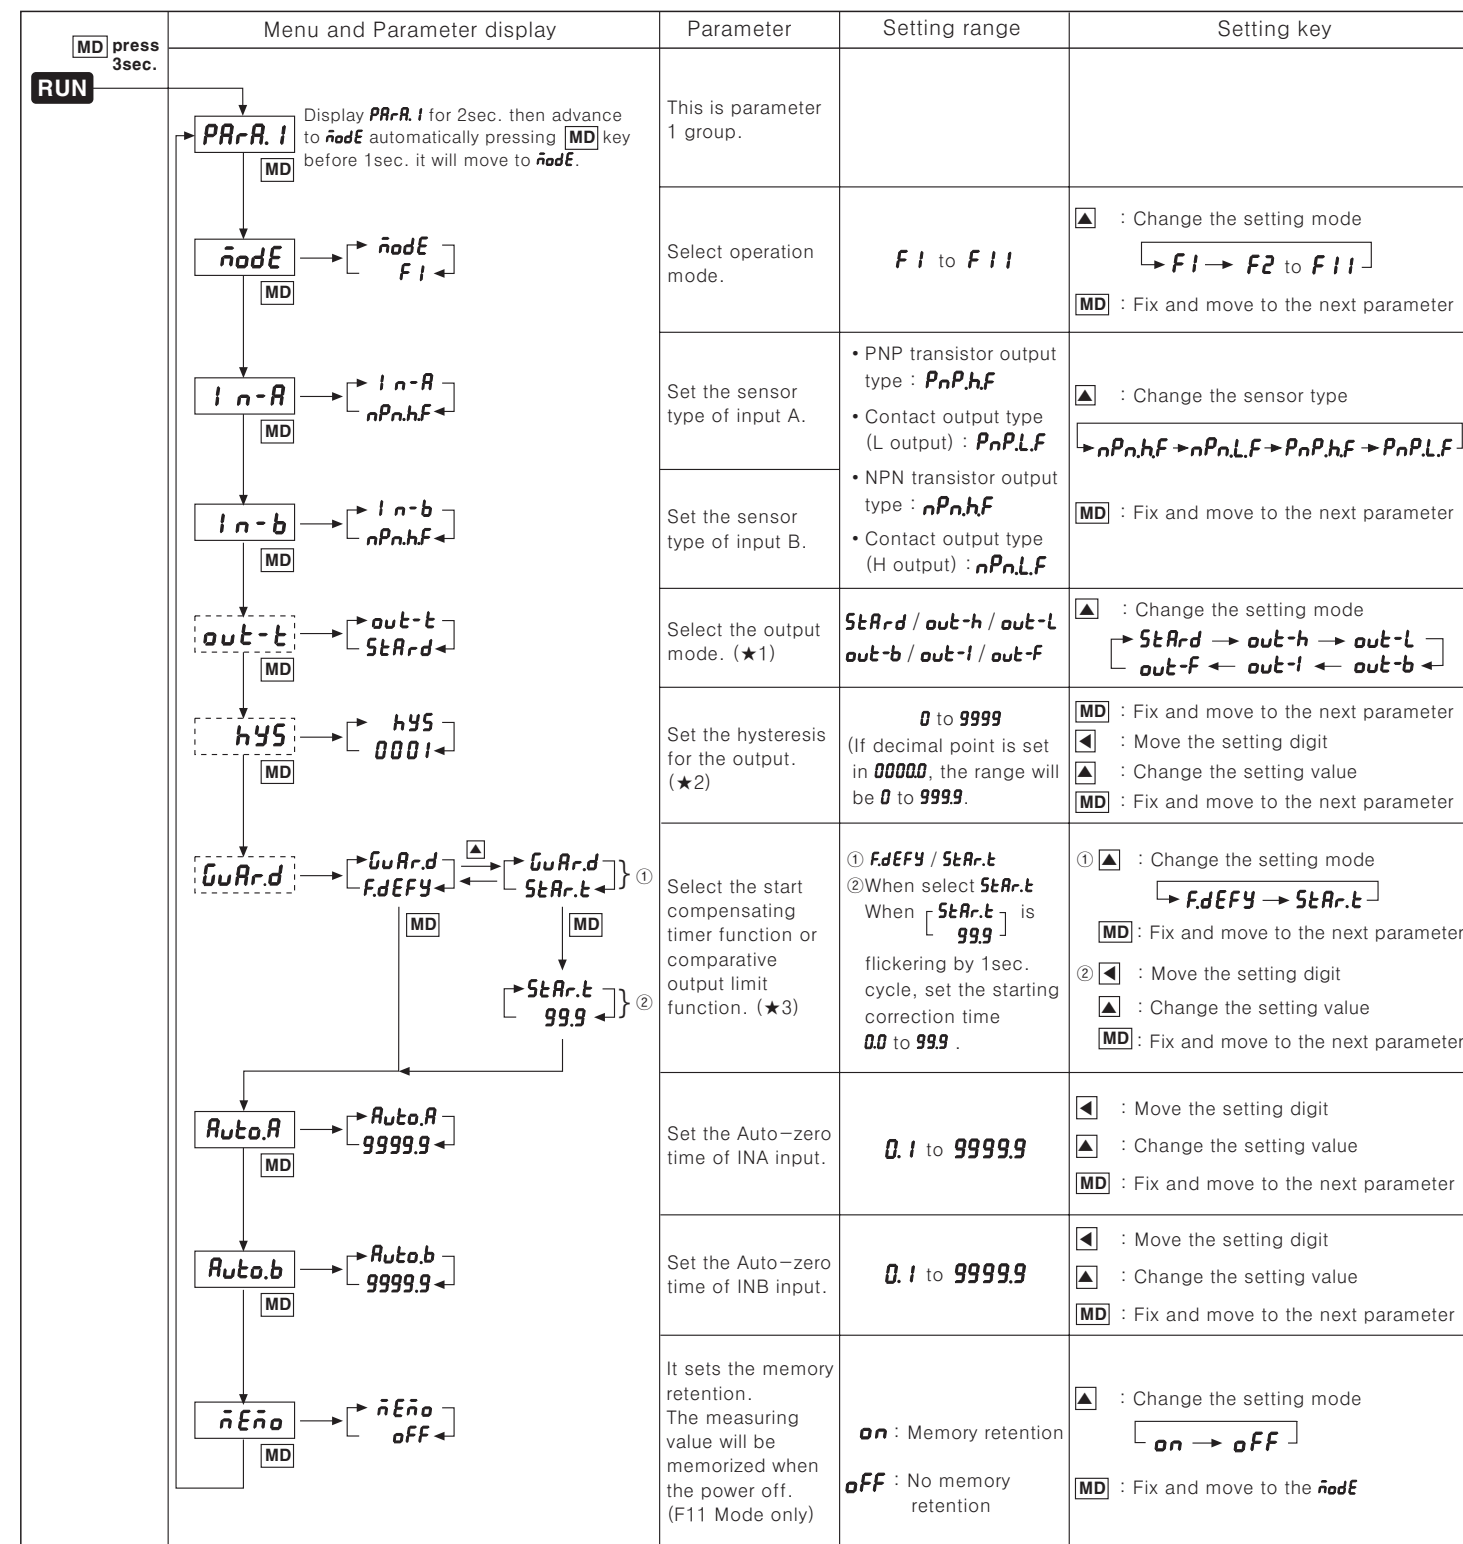 Menu and Parameter display
Parameter
Setting range
Setting key
MD press
3sec.
RUN
PArA. 1
MD
Display PArA. 1 for 2sec. then advance
to modE automatically pressing MD key
before 1sec. it will move to modE.
This is parameter
1 group.
modE
MD
modE
F1
Select operation
mode.
F1 to F11
▲ : Change the setting mode
F1 → F2 to F11
MD : Fix and move to the next parameter
In-A
MD
In-A
nPn.h.F
Set the sensor
type of input A.
In-b
MD
In-b
nPn.h.F
Set the sensor
type of input B.
• PNP transistor output
type : PnP.h.F
• Contact output type
(L output) : PnP.L.F
• NPN transistor output
type : nPn.h.F
• Contact output type
(H output) : nPn.L.F
▲ : Change the sensor type
nPn.h.F → nPn.L.F → PnP.h.F → PnP.L.F
MD : Fix and move to the next parameter
out-t
MD
out-t
StArd
Select the output
mode. (★1)
StArd / out-h / out-L
out-b / out-I / out-F
▲ : Change the setting mode
StArd → out-h → out-L
out-F ← out-I ← out-b
hYS
MD
hYS
0001
Set the hysteresis
for the output.
(★2)
0 to 9999
(If decimal point is set
in 0000.0, the range will
be 0 to 999.9.
MD : Fix and move to the next parameter
◀ : Move the setting digit
▲ : Change the setting value
MD : Fix and move to the next parameter
GuAr.d
GuAr.d
F.dEFY
▲
GuAr.d
StAr.t
①
MD
MD
StAr.t
99.9
②
Select the start
compensating
timer function or
comparative
output limit
function. (★3)
① F.dEFY / StAr.t
②When select StAr.t
When StAr.t is
99.9
flickering by 1sec.
cycle, set the starting
correction time
0.0 to 99.9 .
① ▲ : Change the setting mode
F.dEFY → StAr.t
MD : Fix and move to the next parameter
② ◀ : Move the setting digit
▲ : Change the setting value
MD : Fix and move to the next parameter
Auto.A
MD
Auto.A
9999.9
Set the Auto-zero
time of INA input.
0.1 to 9999.9
◀ : Move the setting digit
▲ : Change the setting value
MD : Fix and move to the next parameter
Auto.b
MD
Auto.b
9999.9
Set the Auto-zero
time of INB input.
0.1 to 9999.9
◀ : Move the setting digit
▲ : Change the setting value
MD : Fix and move to the next parameter
mEmo
MD
mEmo
oFF
It sets the memory
retention.
The measuring
value will be
memorized when
the power off.
(F11 Mode only)
on : Memory retention
oFF : No memory
retention
▲ : Change the setting mode
on → oFF
MD : Fix and move to the modE